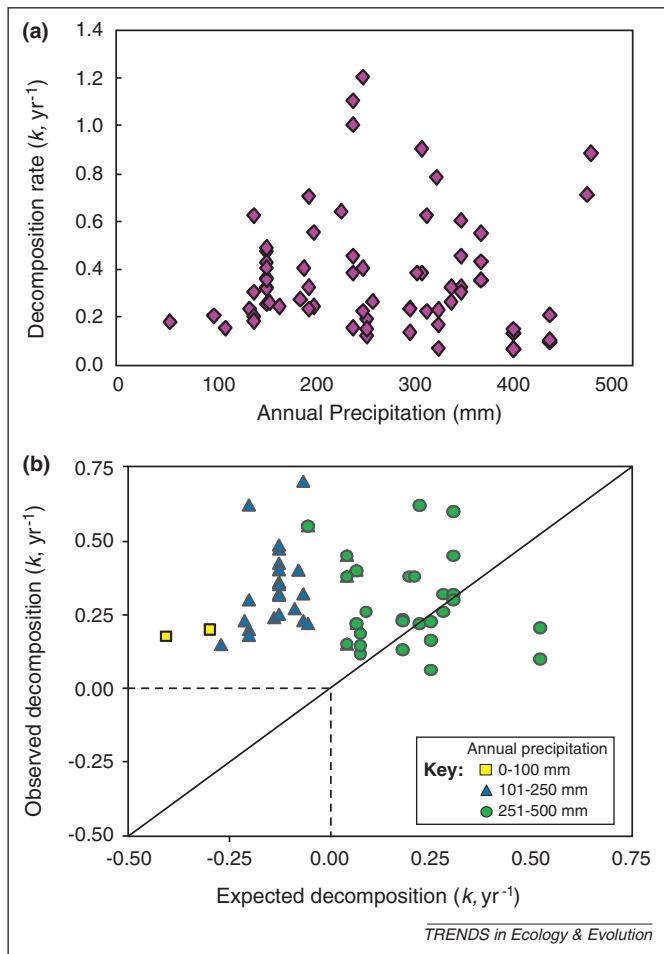 (a)
1.4
1.2
1.0
0.8
0.6
0.4
0.2
0.0
Decomposition rate (k, yr-1)
0 100 200 300 400 500
Annual Precipitation (mm)
(b)
0.75
0.50
0.25
0.00
-0.25
-0.50
Observed decomposition (k, yr-1)
Annual precipitation
Key: 0-100 mm
101-250 mm
251-500 mm
-0.50 -0.25 0.00 0.25 0.50 0.75
Expected decomposition (k, yr-1)
TRENDS in Ecology & Evolution